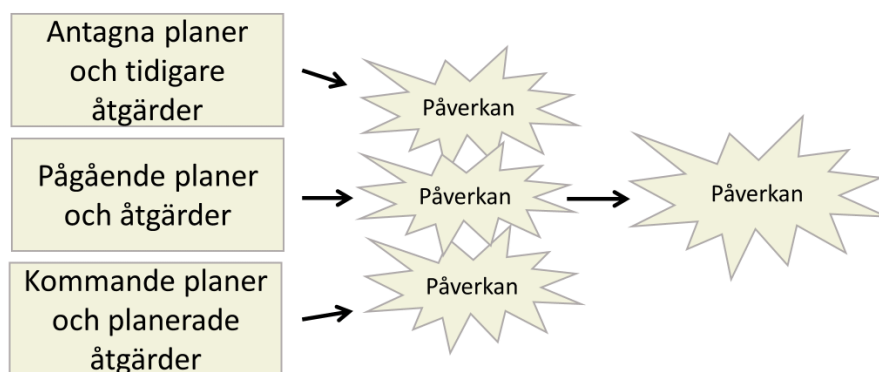 Antagna planer
och tidigare
åtgärder
Påverkan
Pågående planer
och åtgärder
Påverkan
Påverkan
Kommande planer
och planerade
åtgärder
Påverkan